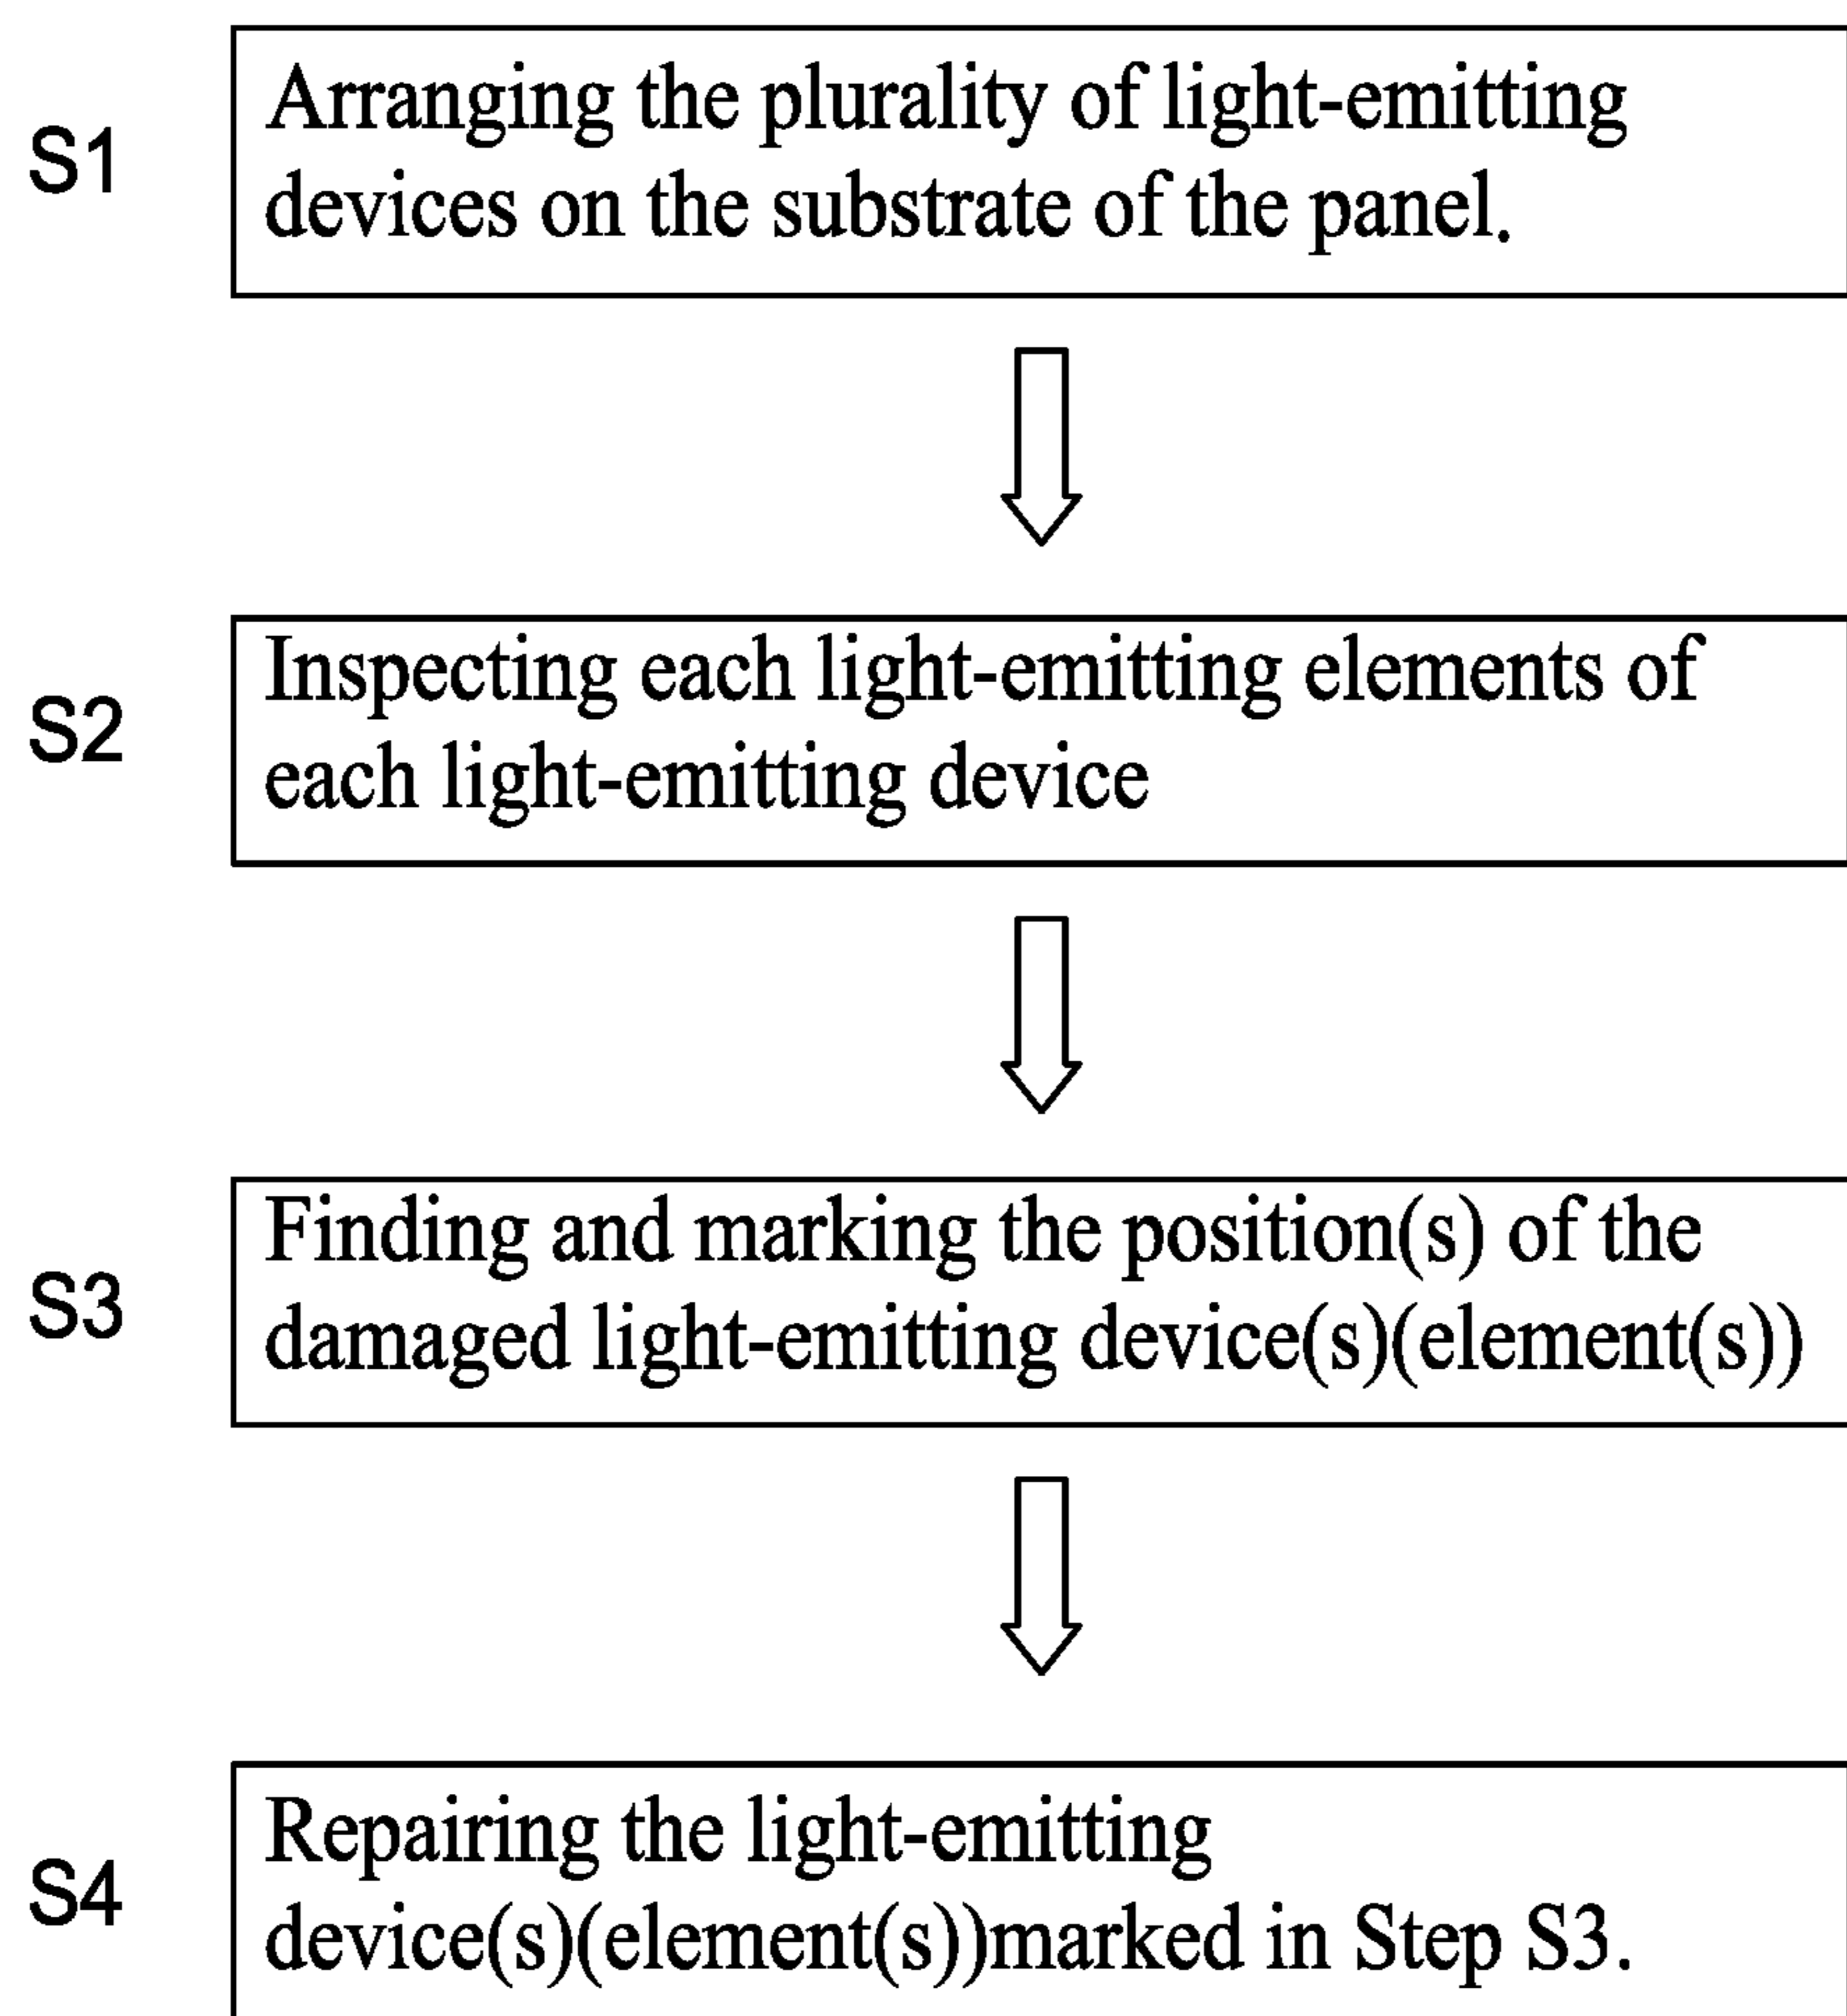 S1
Arranging the plurality of light-emitting
devices on the substrate of the panel.
S2
Inspecting each light-emitting elements of
each light-emitting device
S3
Finding and marking the position(s) of the
damaged light-emitting device(s)(element(s))
S4
Repairing the light-emitting
device(s)(element(s))marked in Step S3.